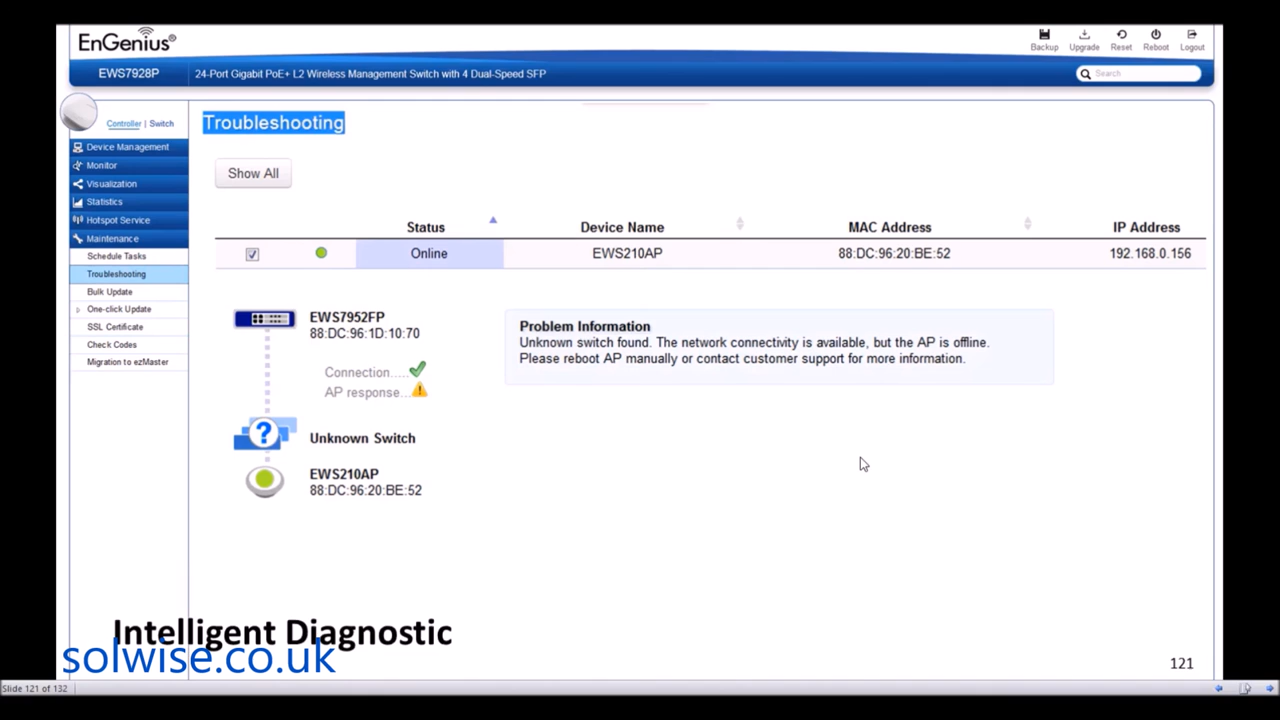 EnGenius®
Backup Upgrade Reset Reboot Logout
EWS7928P 24-Port Gigabit PoE+ L2 Wireless Management Switch with 4 Dual-Speed SFP Search
Controller | Switch
Device Management
Monitor
Visualization
Statistics
Hotspot Service
Maintenance
Schedule Tasks
Troubleshooting
Bulk Update
One-click Update
SSL Certificate
Check Codes
Migration to ezMaster
Troubleshooting
Show All
Status Device Name MAC Address IP Address
Online EWS210AP 88:DC:96:20:BE:52 192.168.0.156
EWS7952FP
88:DC:96:1D:10:70
Connection.....
AP response...
Unknown Switch
EWS210AP
88:DC:96:20:BE:52
Problem Information
Unknown switch found. The network connectivity is available, but the AP is offline.
Please reboot AP manually or contact customer support for more information.
Intelligent Diagnostic
solwise.co.uk
121
Slide 121 of 132